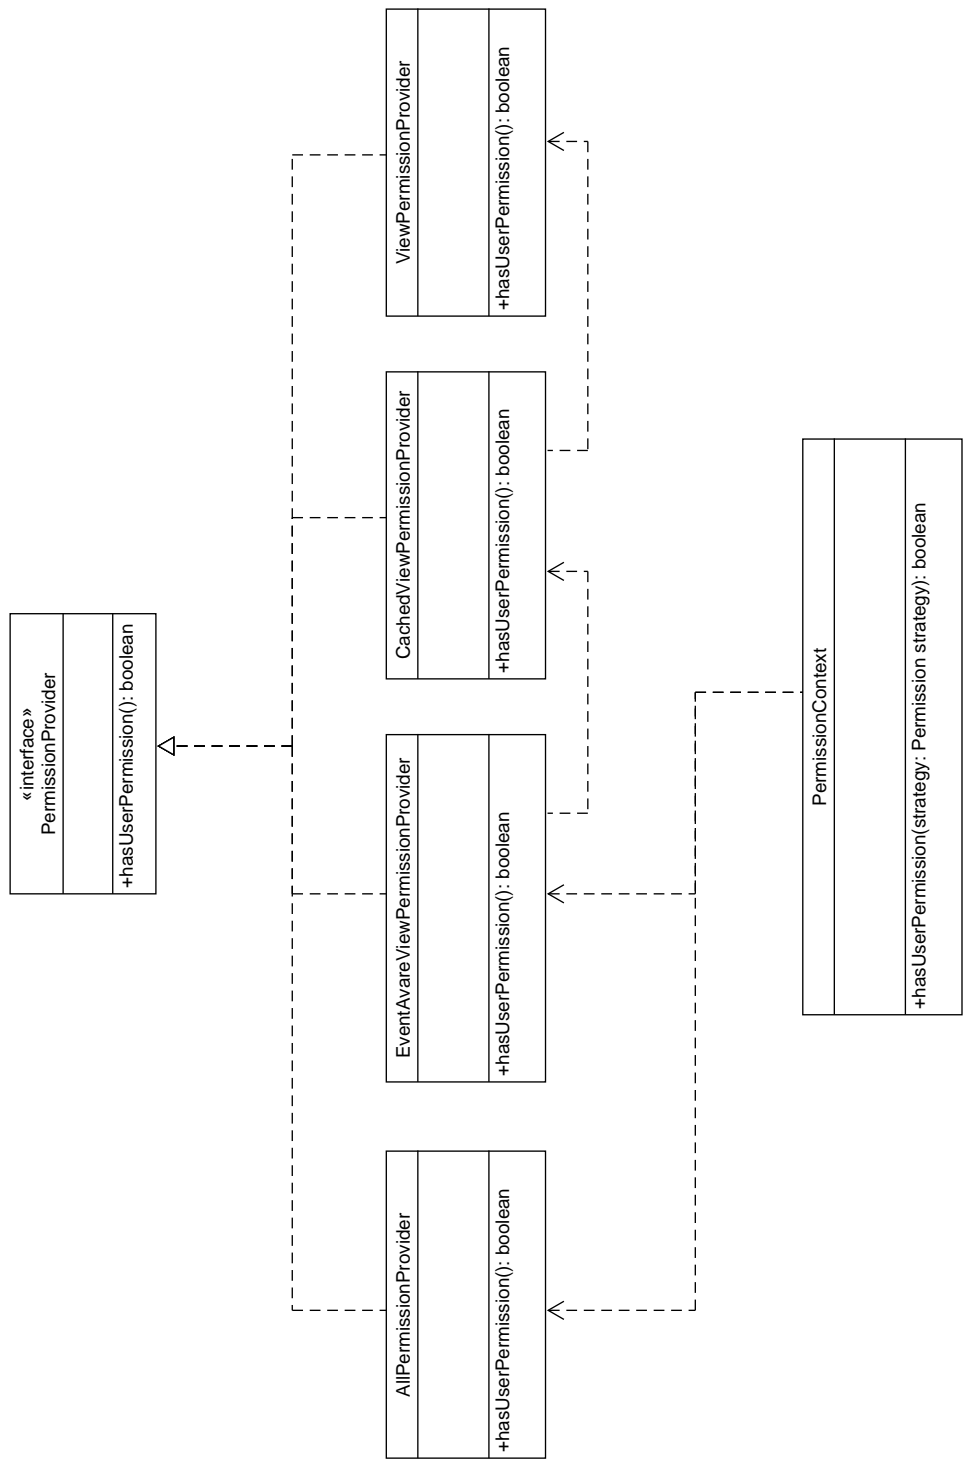 «interface»
PermissionProvider
+hasUserPermission(): boolean
AllPermissionProvider
+hasUserPermission(): boolean
EventAvareViewPermissionProvider
+hasUserPermission(): boolean
CachedViewPermissionProvider
+hasUserPermission(): boolean
ViewPermissionProvider
+hasUserPermission(): boolean
PermissionContext
+hasUserPermission(strategy: Permission strategy): boolean